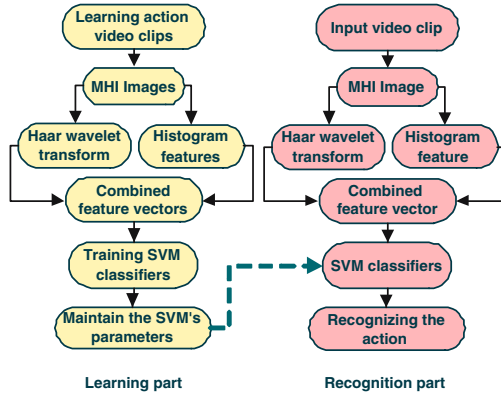 Learning action
video clips
MHI Images
Haar wavelet
transform
Histogram
features
Combined
feature vectors
Training SVM
classifiers
Maintain the SVM's
parameters
Learning part
Input video clip
MHI Image
Haar wavelet
transform
Histogram
feature
Combined
feature vector
SVM classifiers
Recognizing the
action
Recognition part